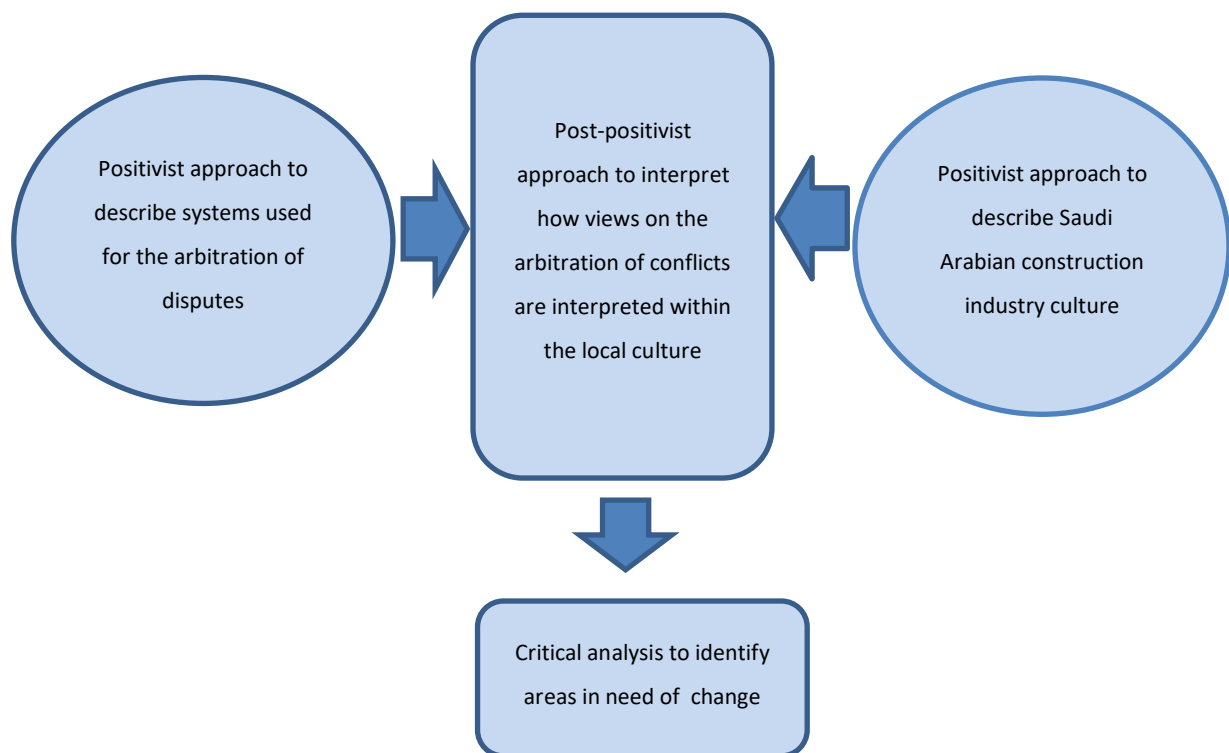 Positivist approach to
describe systems used
for the arbitration of
disputes
Post-positivist
approach to interpret
how views on the
arbitration of conflicts
are interpreted within
the local culture
Positivist approach to
describe Saudi
Arabian construction
industry culture
Critical analysis to identify
areas in need of  change